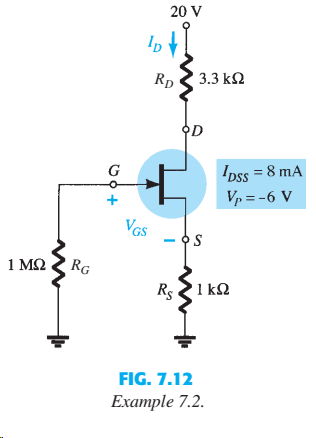 20 V
I_D
R_D 3.3 kΩ
D
G
I_DSS = 8 mA
V_P = -6 V
+
V_GS
-
S
1 MΩ R_G
R_S 1 kΩ
FIG. 7.12
Example 7.2.